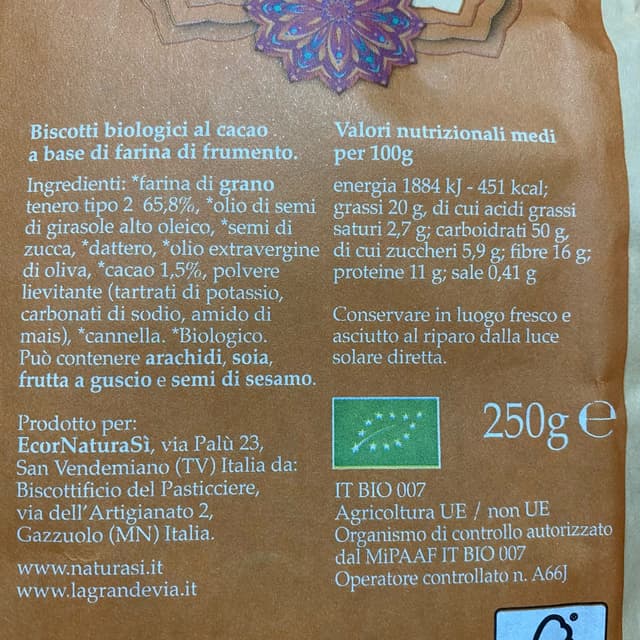 Biscotti biologici al cacao
a base di farina di frumento.
Ingredienti: *farina di grano
tenero tipo 2 65,8%, *olio di semi
di girasole alto oleico, *semi di
zucca, *dattero, *olio extravergine
di oliva, *cacao 1,5%, polvere
lievitante (tartrati di potassio,
carbonati di sodio, amido di
mais), *cannella. *Biologico.
Può contenere arachidi, soia,
frutta a guscio e semi di sesamo.
Prodotto per:
EcorNaturaSì, via Palù 23,
San Vendemiano (TV) Italia da:
Biscottificio del Pasticciere,
via dell'Artigianato 2,
Gazzuolo (MN) Italia.
www.naturasi.it
www.lagrandevia.it
Valori nutrizionali medi
per 100g
energia 1884 kJ - 451 kcal;
grassi 20 g, di cui acidi grassi
saturi 2,7 g; carboidrati 50 g,
di cui zuccheri 5,9 g; fibre 16 g;
proteine 11 g; sale 0,41 g
Conservare in luogo fresco e
asciutto al riparo dalla luce
solare diretta.
250g e
IT BIO 007
Agricoltura UE / non UE
Organismo di controllo autorizzato
dal MiPAAF IT BIO 007
Operatore controllato n. A66J